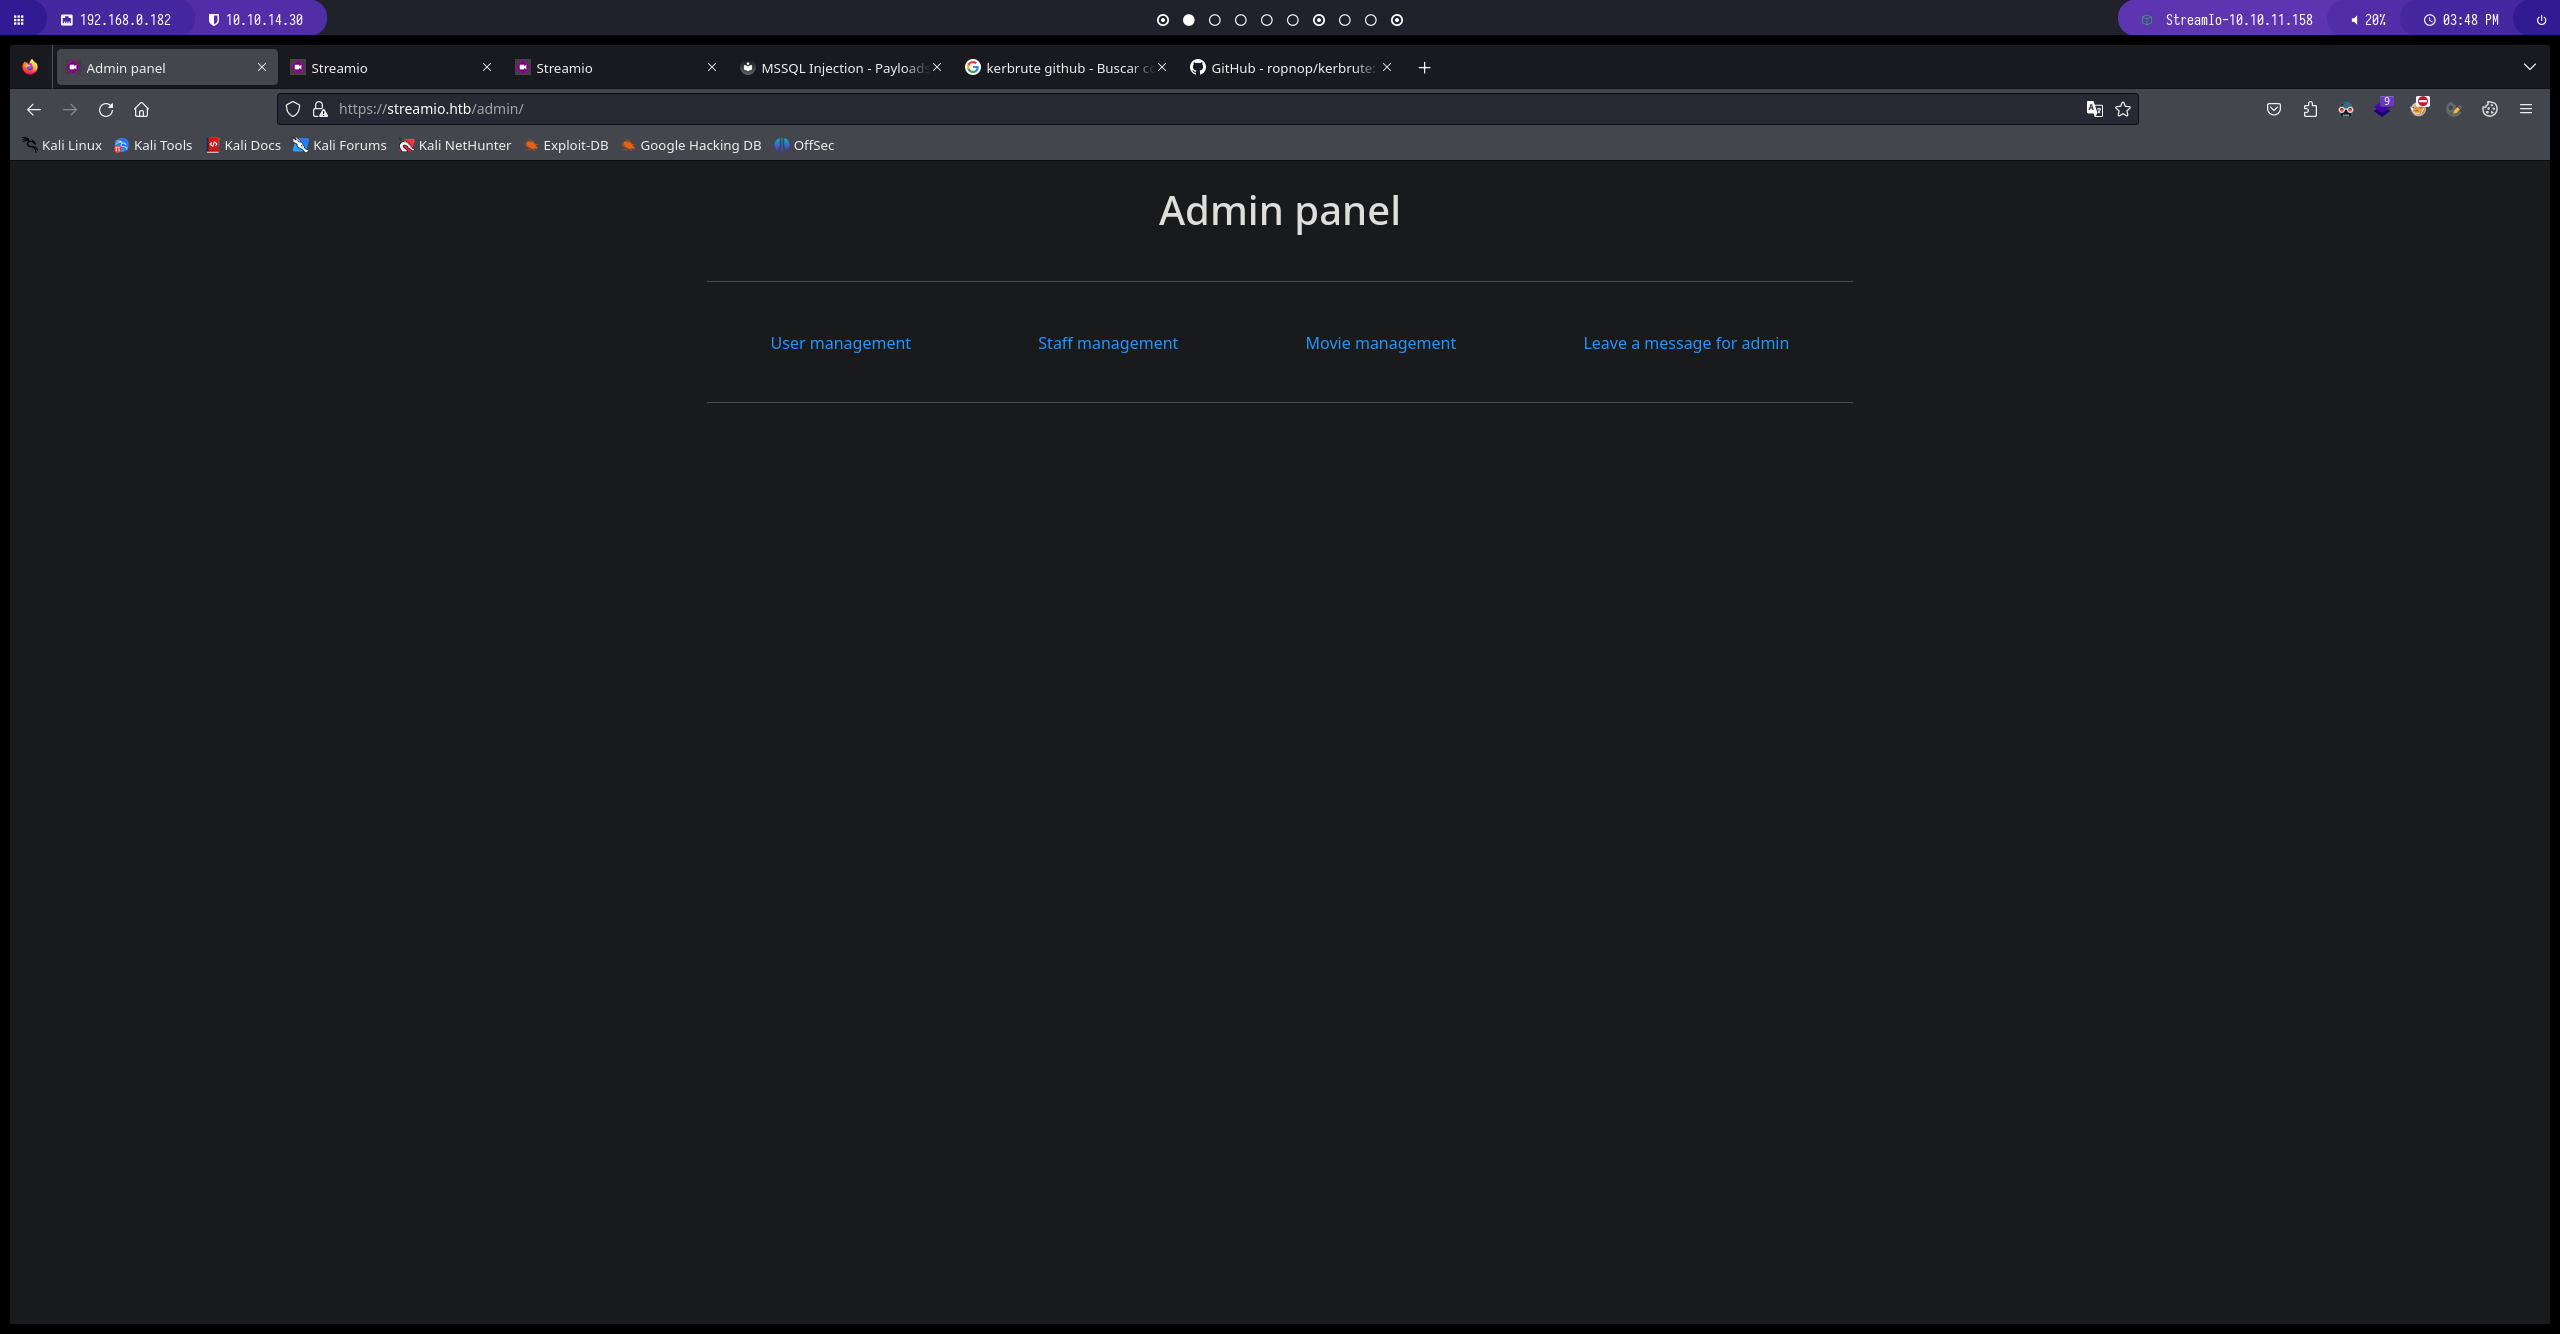 192.168.0.182 10.10.14.30 StreamIo-10.10.11.158 20% 03:48 PM
Admin panel Streamio Streamio MSSQL Injection - Payloads kerbrute github - Buscar co GitHub - ropnop/kerbrute:
https://streamio.htb/admin/ 9
Kali Linux Kali Tools Kali Docs Kali Forums Kali NetHunter Exploit-DB Google Hacking DB OffSec
Admin panel
User management Staff management Movie management Leave a message for admin